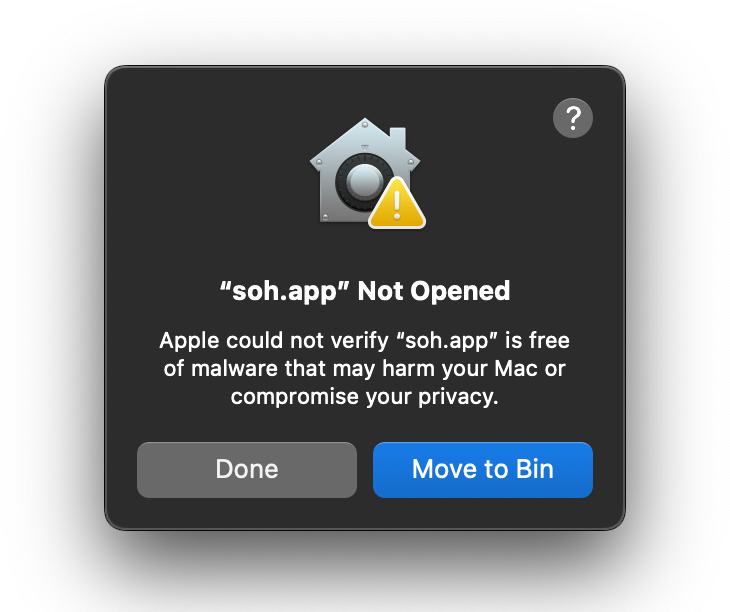 ?
“soh.app” Not Opened
Apple could not verify “soh.app” is free
of malware that may harm your Mac or
compromise your privacy.
Done
Move to Bin